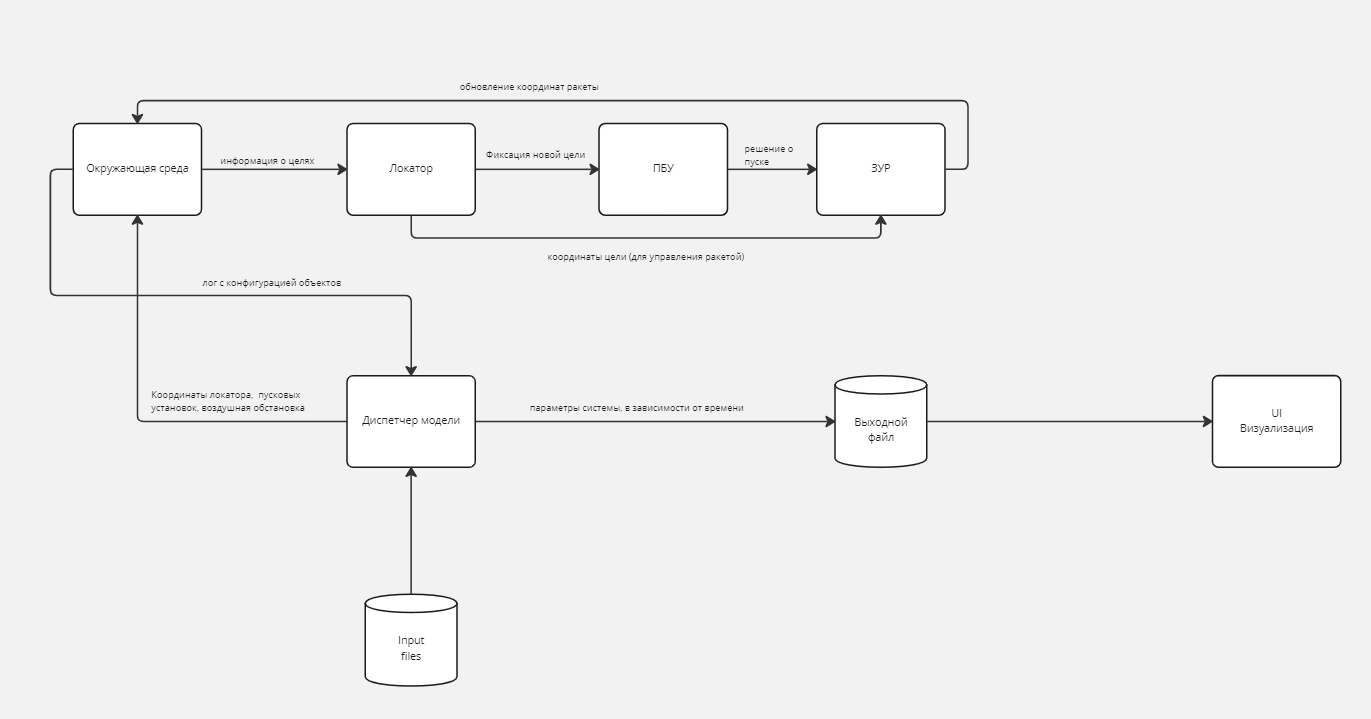 обновление координат ракеты
Окружающая среда
информация о целях
Локатор
Фиксация новой цели
ПБУ
решение о
пуске
ЗУР
координаты цели (для управления ракетой)
лог с конфигурацией объектов
Координаты локатора, пусковых
установок, воздушная обстановка
Диспетчер модели
параметры системы, в зависимости от времени
Выходной
файл
UI
Визуализация
Input
files